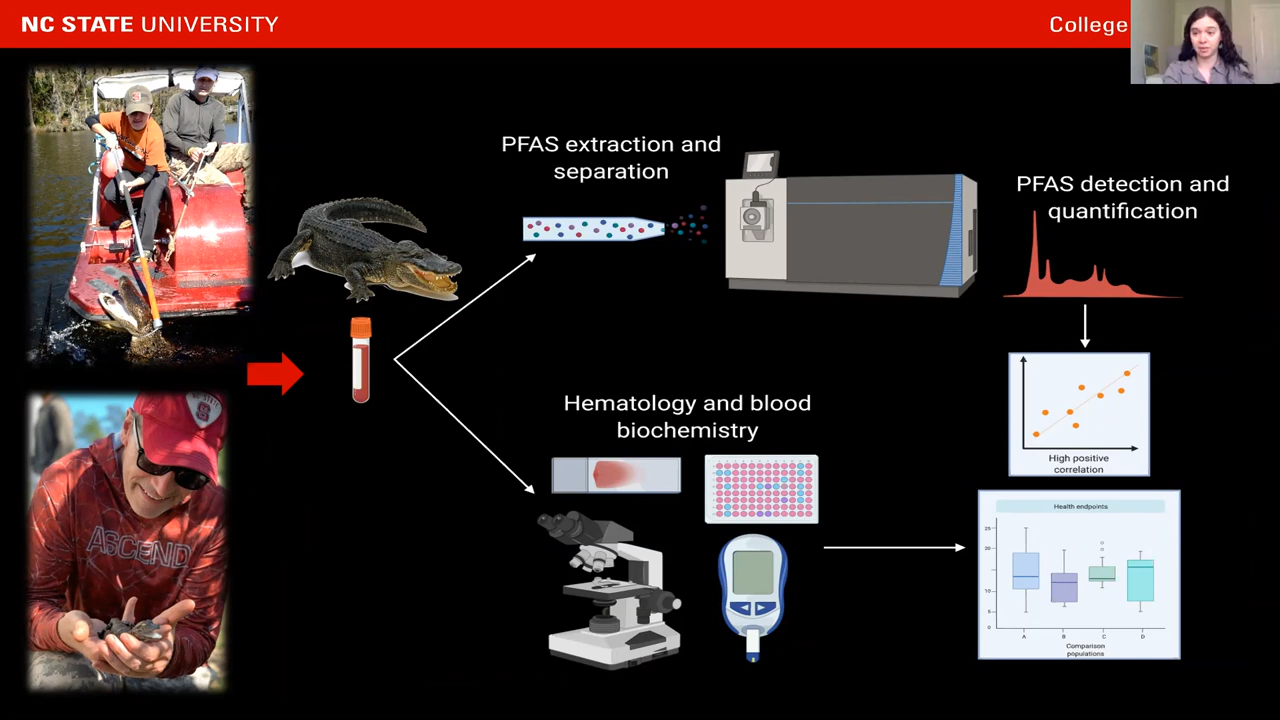 NC STATE UNIVERSITY
College
PFAS extraction and
separation
PFAS detection and
quantification
High positive
correlation
Hematology and blood
biochemistry
ASCEND
Health endpoints
25
20
10
5
0
A
B
C
D
Comparison
populations